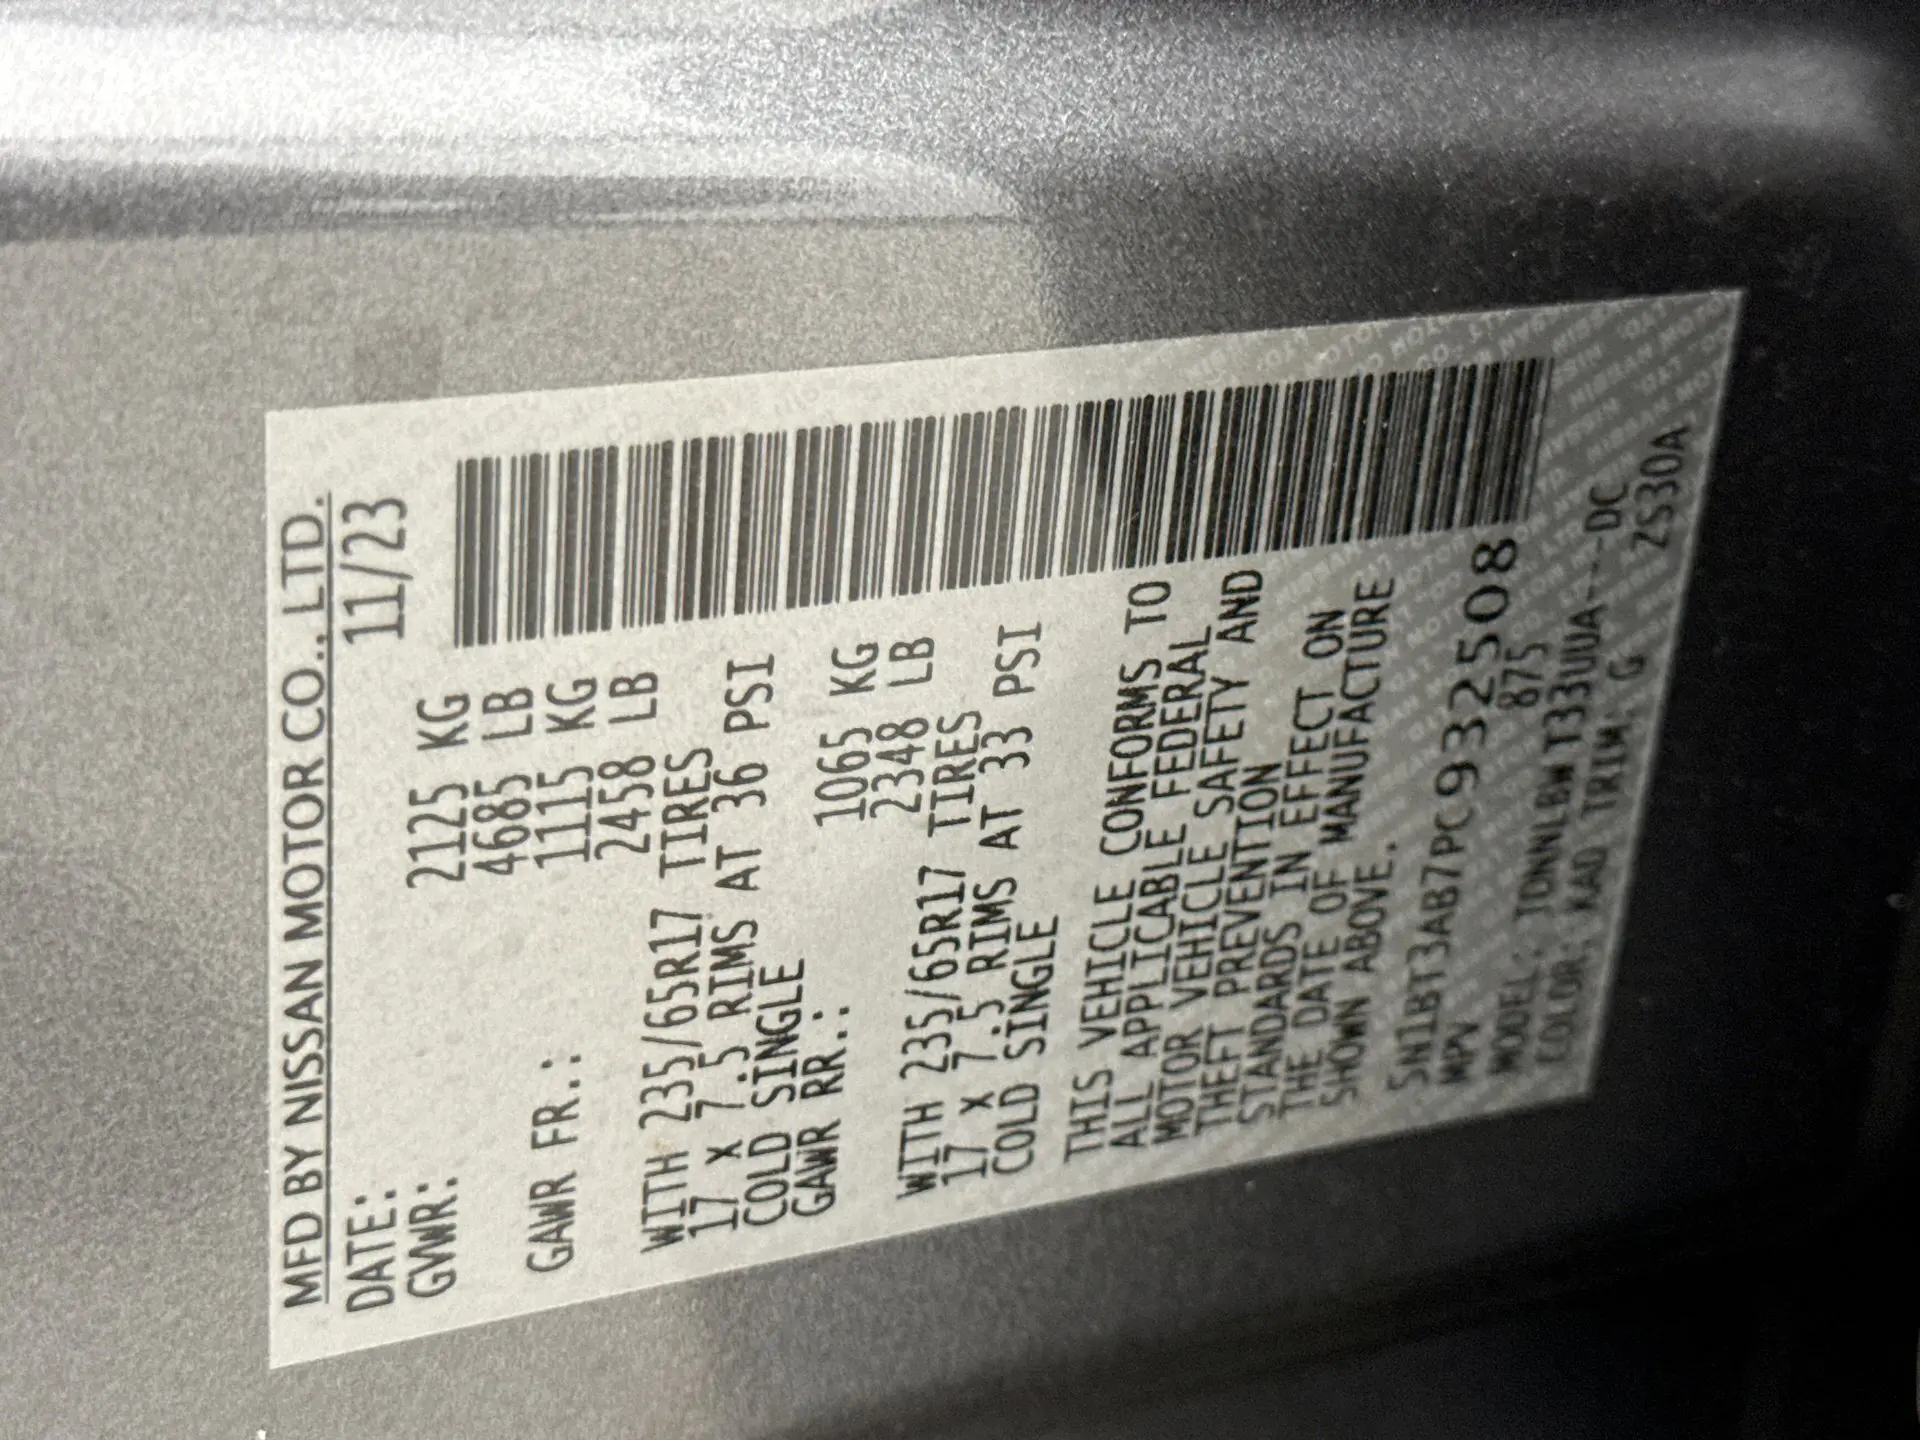 MFD BY NISSAN MOTOR CO., LTD.
DATE: 11/23
GVWR: 2125 KG
4685 LB
GAWR FR.: 1115 KG
2458 LB
WITH 235/65R17 TIRES
17 x 7.5 RIMS AT 36 PSI
COLD SINGLE
GAWR RR.: 1065 KG
2348 LB
WITH 235/65R17 TIRES
17 x 7.5 RIMS AT 33 PSI
COLD SINGLE
THIS VEHICLE CONFORMS TO
ALL APPLICABLE FEDERAL
MOTOR VEHICLE SAFETY AND
THEFT PREVENTION
STANDARDS IN EFFECT ON
THE DATE OF MANUFACTURE
SHOWN ABOVE.
5N1BT3AB7PC932508
MPV 875
MODEL: TDNNLBWT33UUA---DC
COLOR: KAD TRIM: G ZS30A